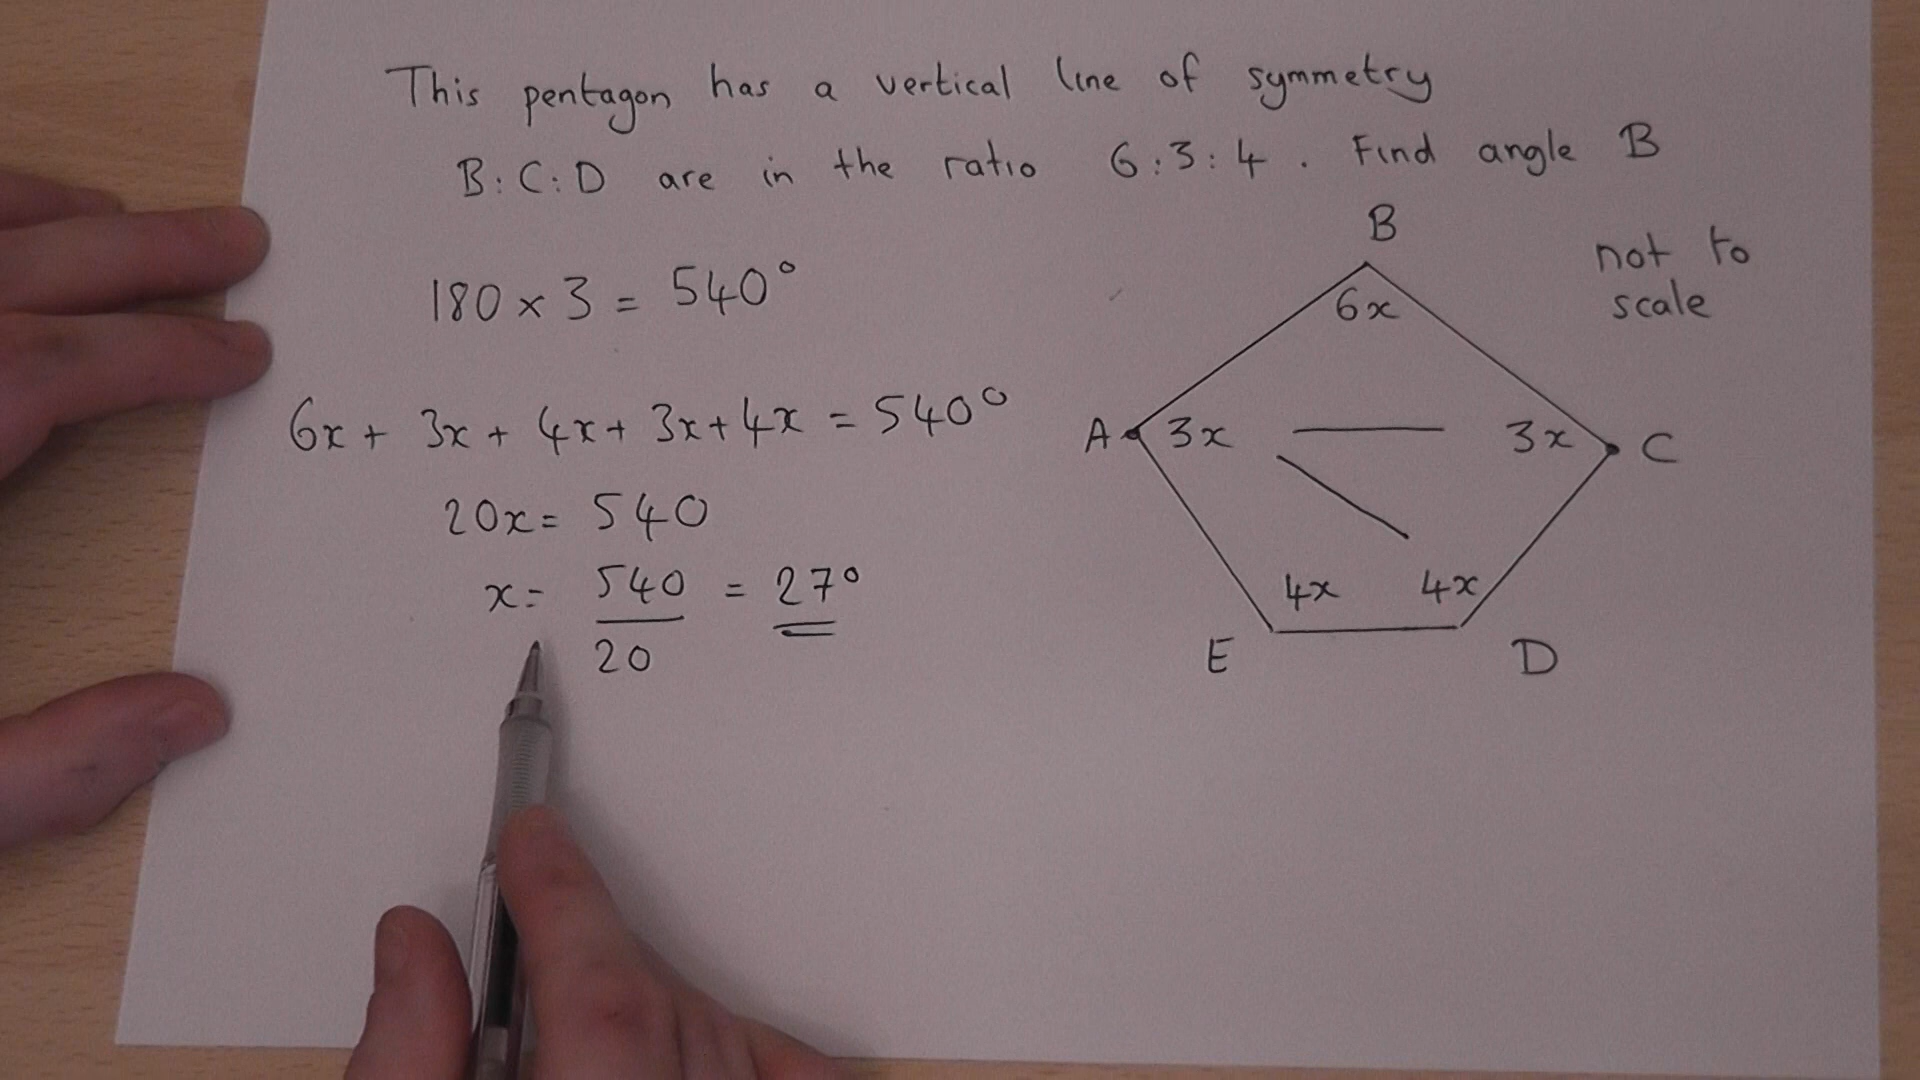 This pentagon has a vertical line of symmetry
B:C:D are in the ratio 6:3:4. Find angle B
180 × 3 = 540°
6x + 3x + 4x + 3x + 4x = 540°
20x = 540
x = 540/20 = 27°
B
not to
scale
6x
A 3x 3x C
4x 4x
E D